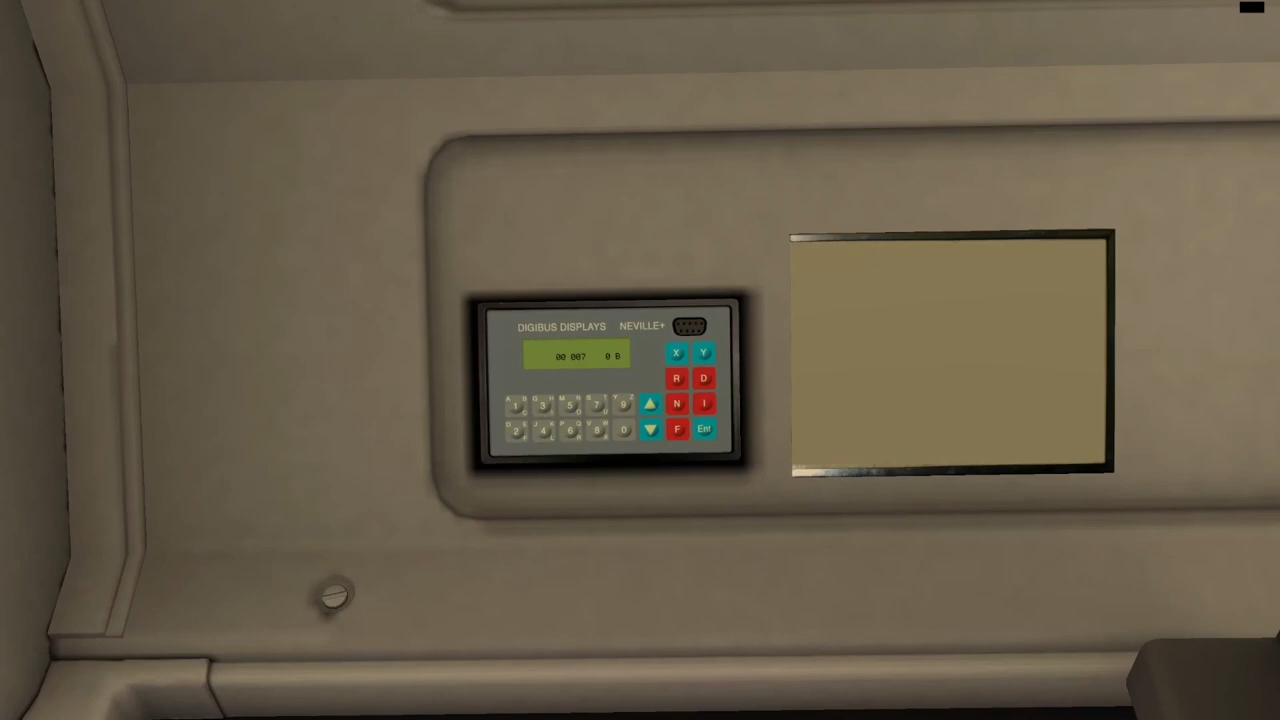 DIGIBUS DISPLAYS NEVILLE+
00 007 0 B
X Y
R D
1 3 5 7 9 N I
2 4 6 8 0 F Ent